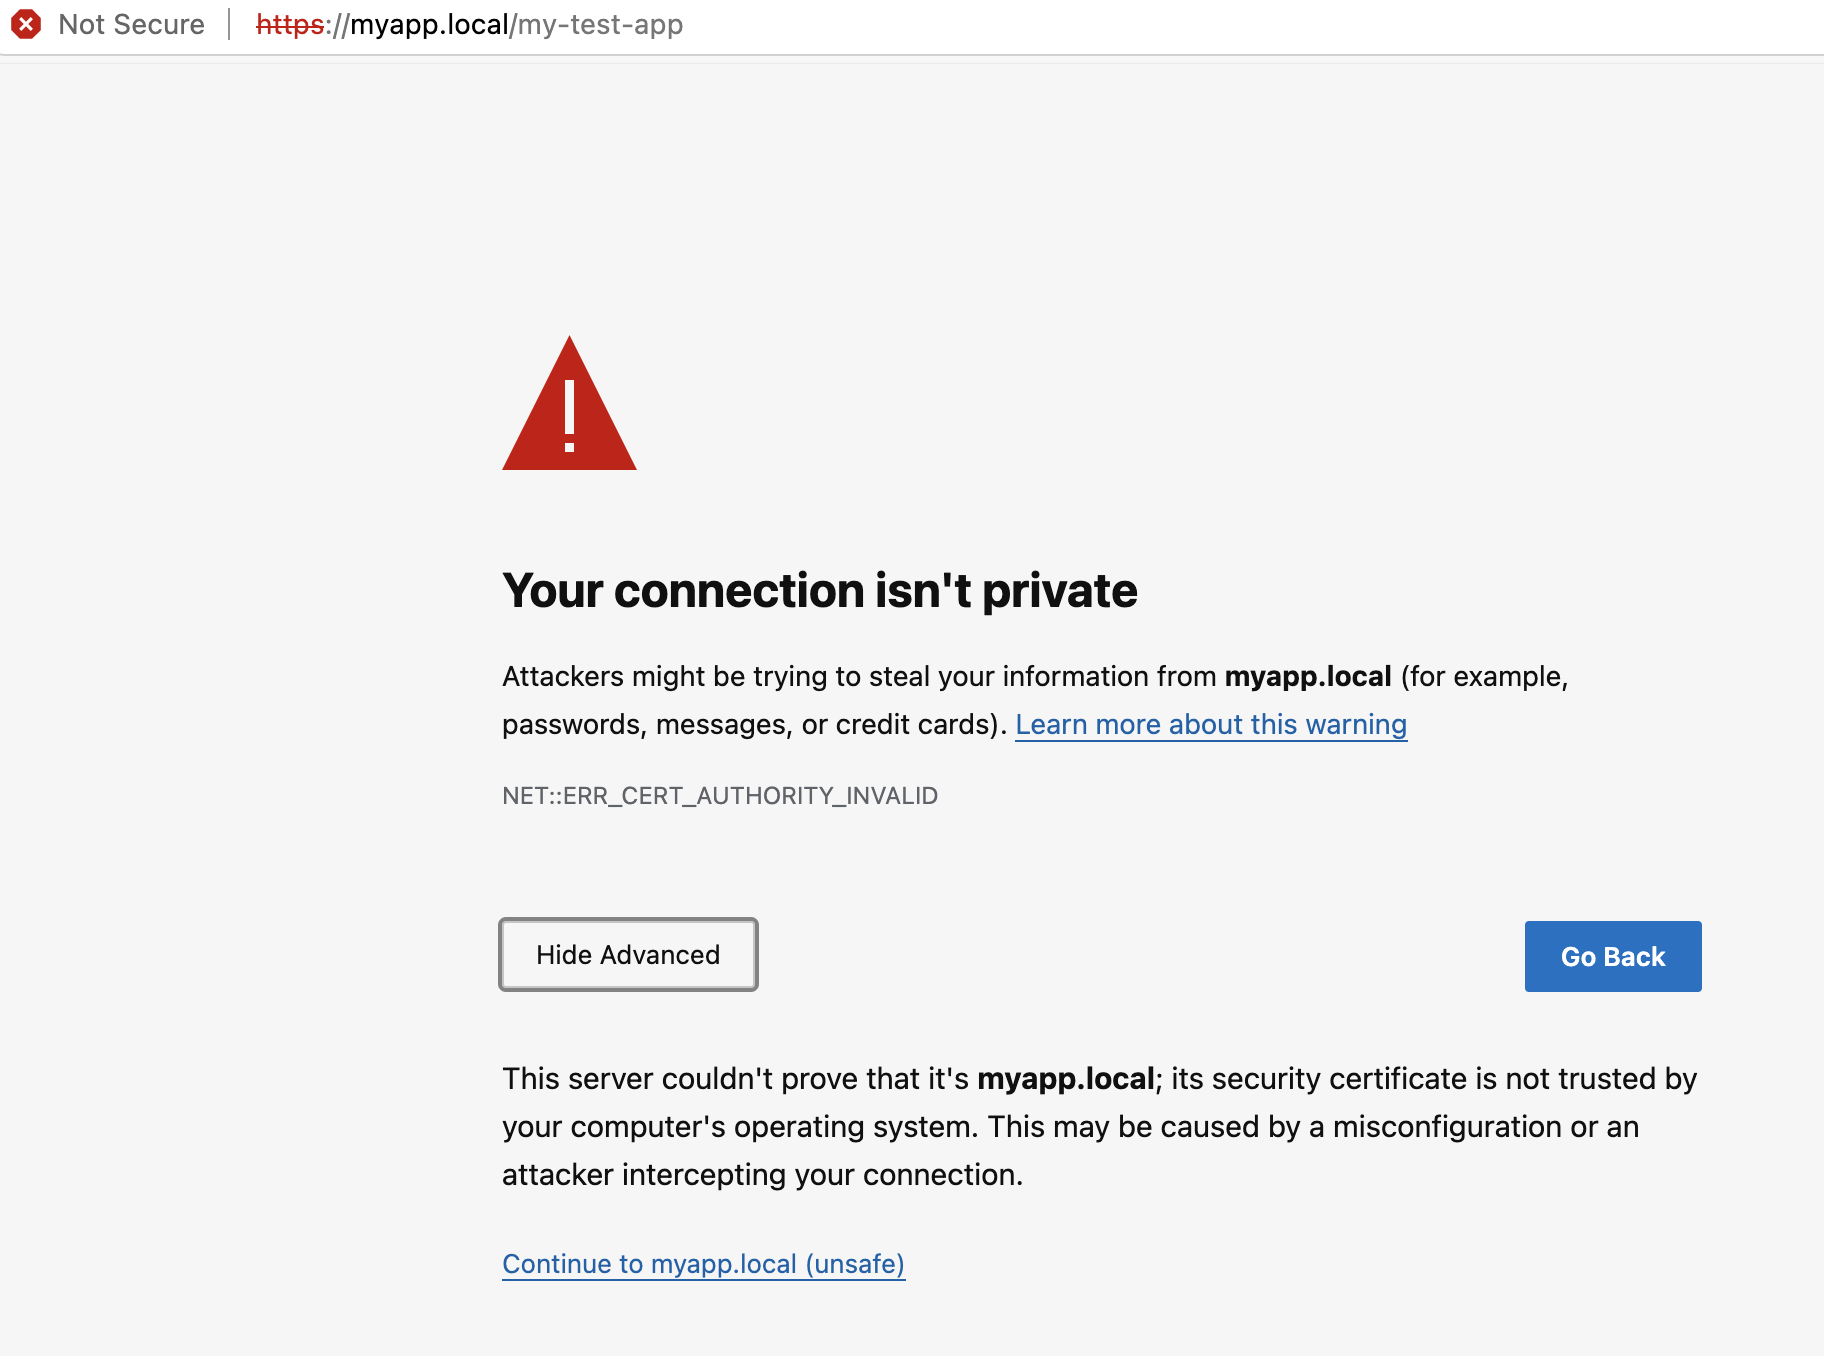 Not Secure | https://myapp.local/my-test-app
!
Your connection isn't private
Attackers might be trying to steal your information from myapp.local (for example,
passwords, messages, or credit cards). Learn more about this warning
NET::ERR_CERT_AUTHORITY_INVALID
Hide Advanced
Go Back
This server couldn't prove that it's myapp.local; its security certificate is not trusted by
your computer's operating system. This may be caused by a misconfiguration or an
attacker intercepting your connection.
Continue to myapp.local (unsafe)